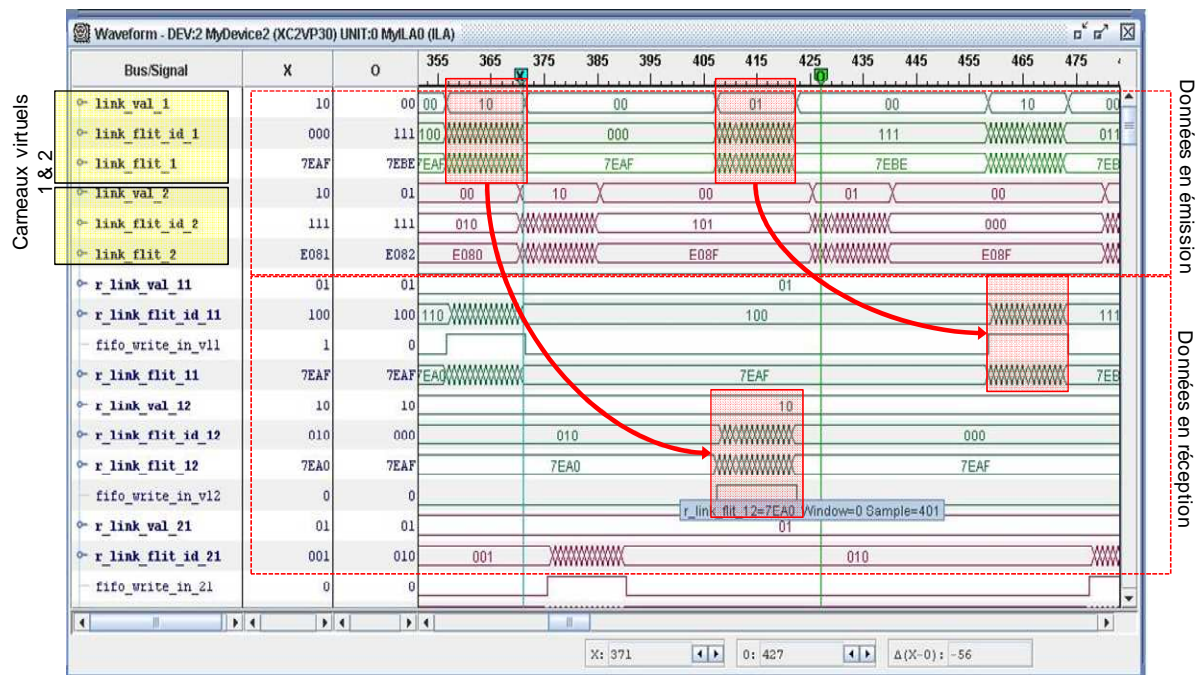 Waveform - DEV:2 MyDevice2 (XC2VP30) UNIT:0 MyILA0 (ILA)
Bus/Signal X O 355 365 375 385 395 405 415 425 435 445 455 465 475
X O
link_val_1 10 00 00 10 00 01 00 10 00
link_flit_id_1 000 111 100 000 111 011
link_flit_1 7EAF 7EBE 7EAF 7EAF 7EBE 7EB
link_val_2 10 01 00 10 00 01 00
link_flit_id_2 111 111 010 101 000
link_flit_2 E081 E082 E080 E08F E08F
r_link_val_11 01 01 01
r_link_flit_id_11 100 100 110 100 111
fifo_write_in_vl1 1 0
r_link_flit_11 7EAF 7EAF 7EA0 7EAF 7EB
r_link_val_12 10 10 10
r_link_flit_id_12 010 000 010 000
r_link_flit_12 7EA0 7EAF 7EA0 7EAF
fifo_write_in_vl2 0 0
r_link_flit_12=7EA0 Window=0 Sample=401
r_link_val_21 01 01 01
r_link_flit_id_21 001 010 001 010
fifo_write_in_21 0 0
X: 371 O: 427 Δ(X-O): -56
Carneaux virtuels
1 & 2
Données en émission
Données en réception